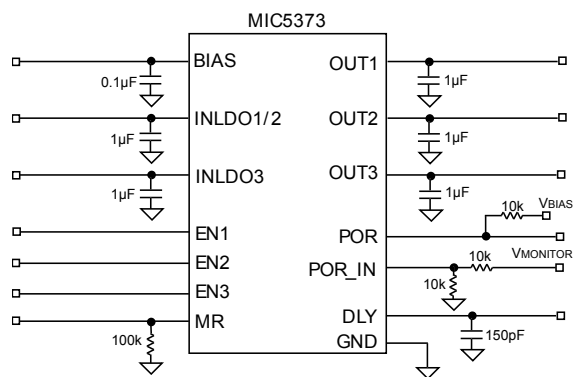 MIC5373
BIAS
0.1µF
INLDO1/2
1µF
INLDO3
1µF
EN1
EN2
EN3
MR
100k
OUT1
1µF
OUT2
1µF
OUT3
1µF
10k
VBIAS
POR
POR_IN
10k
VMONITOR
10k
DLY
150pF
GND